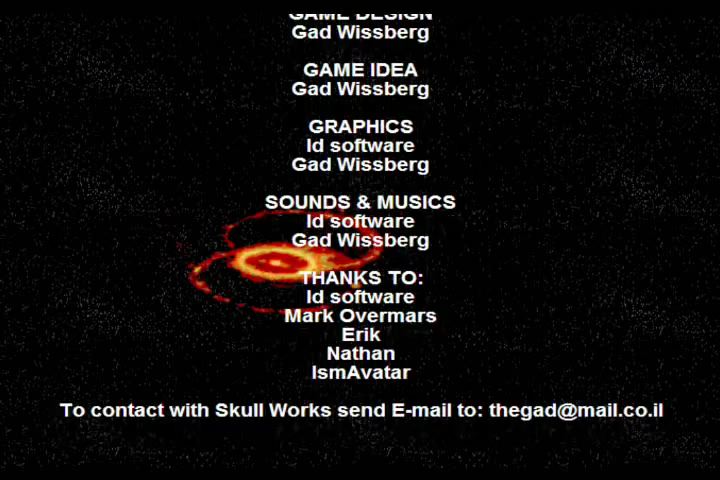 GAME DESIGN
Gad Wissberg
GAME IDEA
Gad Wissberg
GRAPHICS
Id software
Gad Wissberg
SOUNDS & MUSICS
Id software
Gad Wissberg
THANKS TO:
Id software
Mark Overmars
Erik
Nathan
IsmAvatar
To contact with Skull Works send E-mail to: thegad@mail.co.il